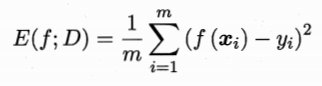 E(f; D) = \frac{1}{m} \sum_{i=1}^{m} (f(\boldsymbol{x}_i) - y_i)^2